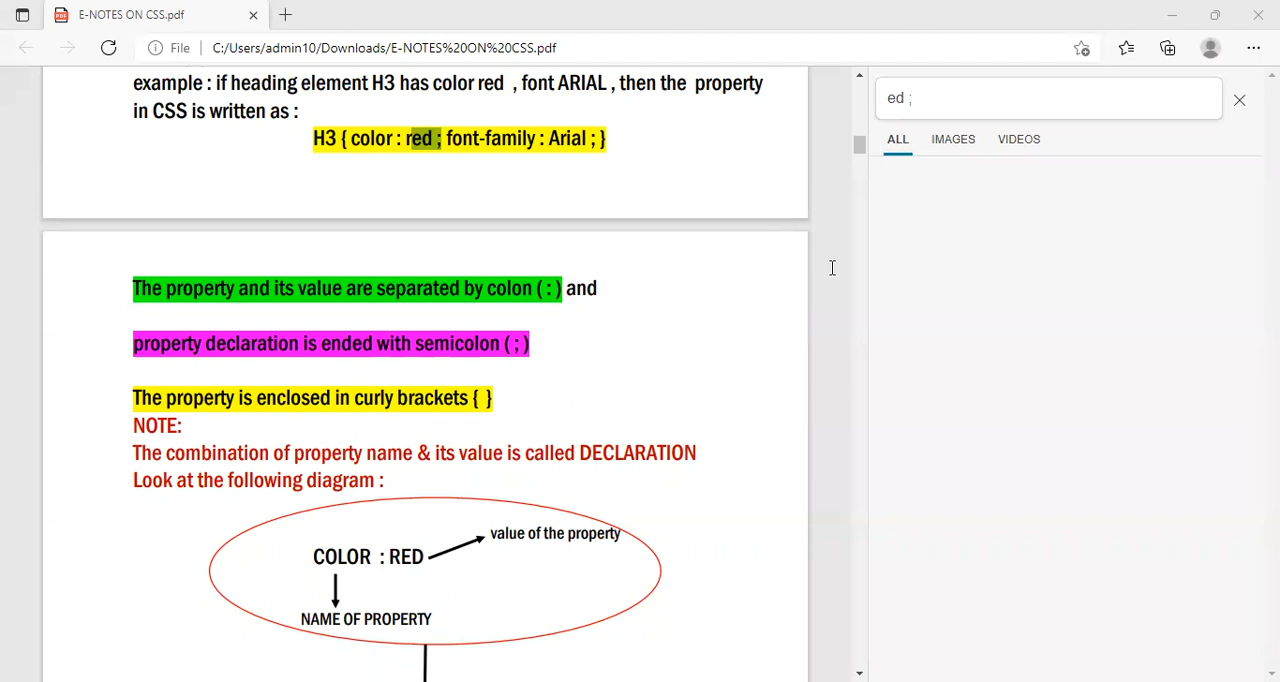 E-NOTES ON CSS.pdf
File
C:/Users/admin10/Downloads/E-NOTES%20ON%20CSS.pdf
example : if heading element H3 has color red , font ARIAL , then the property
in CSS is written as :
H3 { color : red ; font-family : Arial ; }
The property and its value are separated by colon ( : ) and
property declaration is ended with semicolon ( ; )
The property is enclosed in curly brackets { }
NOTE:
The combination of property name & its value is called DECLARATION
Look at the following diagram :
value of the property
COLOR : RED
NAME OF PROPERTY
ed ;
ALL IMAGES VIDEOS